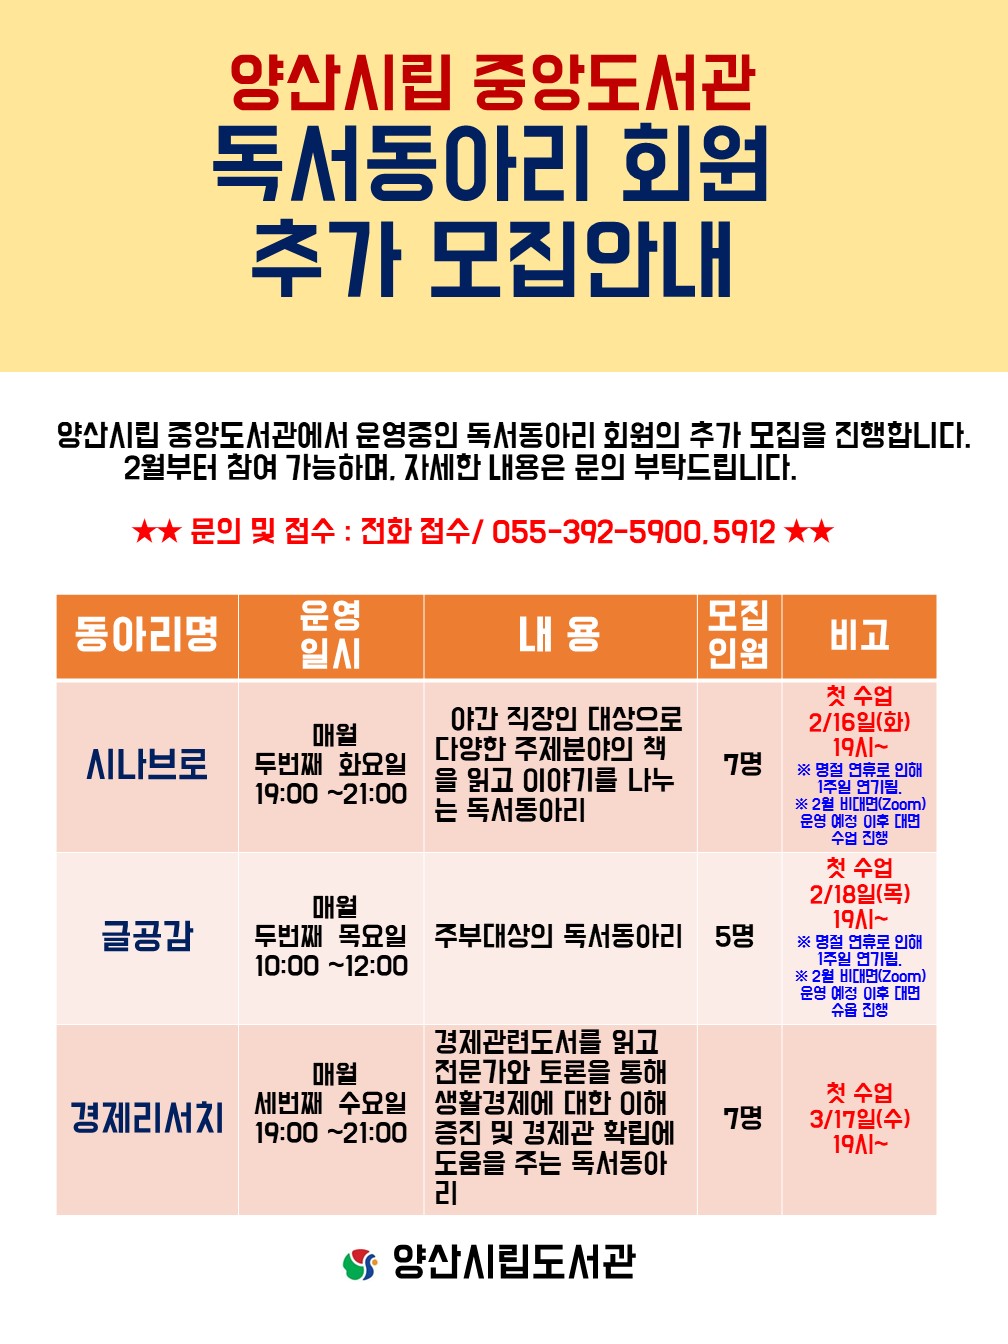 양산시립 중앙도서관
독서동아리 회원
추가 모집안내
양산시립 중앙도서관에서 운영중인 독서동아리 회원의 추가 모집을 진행합니다.
2월부터 참여 가능하며, 자세한 내용은 문의 부탁드립니다.
★★ 문의 및 접수 : 전화 접수/ 055-392-5900, 5912 ★★
동아리명
운영
일시
내 용
모집
인원
비고
시나브로
매월
두번째 화요일
19:00 ~21:00
야간 직장인 대상으로
다양한 주제분야의 책
을 읽고 이야기를 나누
는 독서동아리
7명
첫 수업
2/16일(화)
19시~
※ 명절 연휴로 인해
1주일 연기됨.
※ 2월 비대면(Zoom)
운영 예정 이후 대면
수업 진행
글공감
매월
두번째 목요일
10:00 ~12:00
주부대상의 독서동아리
5명
첫 수업
2/18일(목)
19시~
※ 명절 연휴로 인해
1주일 연기됨.
※ 2월 비대면(Zoom)
운영 예정 이후 대면
슈옵 진행
경제리서치
매월
세번째 수요일
19:00 ~21:00
경제관련도서를 읽고
전문가와 토론을 통해
생활경제에 대한 이해
증진 및 경제관 확립에
도움을 주는 독서동아
리
7명
첫 수업
3/17일(수)
19시~
양산시립도서관